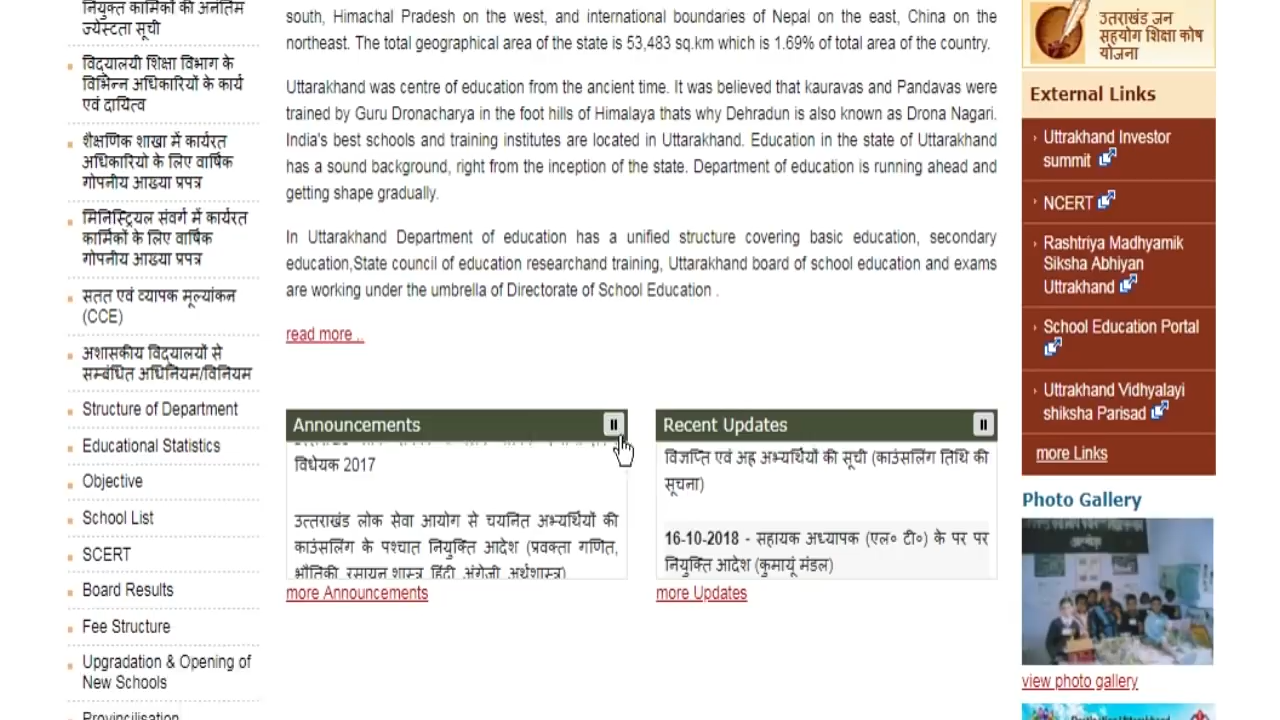 नियुक्त कार्मिकों की अनंतिम
ज्येस्टता सूची
विद्यालयी शिक्षा विभाग के
विभिन्न अधिकारियों के कार्य
एवं दायित्व
शैक्षणिक शाखा में कार्यरत
अधिकारियो के लिए वार्षिक
गोपनीय आख्या प्रपत्र
मिनिस्ट्रियल संवर्ग में कार्यरत
कार्मिकों के लिए वार्षिक
गोपनीय आख्या प्रपत्र
सतत एवं व्यापक मूल्यांकन
(CCE)
अशासकीय विद्यालयों से
सम्बंधित अधिनियम/विनियम
Structure of Department
Educational Statistics
Objective
School List
SCERT
Board Results
Fee Structure
Upgradation & Opening of
New Schools
Provincilisation
south, Himachal Pradesh on the west, and international boundaries of Nepal on the east, China on the
northeast. The total geographical area of the state is 53,483 sq.km which is 1.69% of total area of the country.
Uttarakhand was centre of education from the ancient time. It was believed that kauravas and Pandavas were
trained by Guru Dronacharya in the foot hills of Himalaya thats why Dehradun is also known as Drona Nagari.
India's best schools and training institutes are located in Uttarakhand. Education in the state of Uttarakhand
has a sound background, right from the inception of the state. Department of education is running ahead and
getting shape gradually.
In Uttarakhand Department of education has a unified structure covering basic education, secondary
education,State council of education researchand training, Uttarakhand board of school education and exams
are working under the umbrella of Directorate of School Education .
read more ..
Announcements
विधेयक 2017
उत्तराखंड लोक सेवा आयोग से चयनित अभ्यर्थियों की
काउंसलिंग के पश्चात नियुक्ति आदेश (प्रवक्ता गणित,
भौतिकी रसायन शास्त्र हिंदी अंग्रेजी अर्थशास्त्र)
more Announcements
Recent Updates
विज्ञप्ति एवं अह्र अभ्यर्थियों की सूची (काउंसलिंग तिथि की
सूचना)
16-10-2018 - सहायक अध्यापक (एल० टी०) के पर पर
नियुक्ति आदेश (कुमायूं मंडल)
more Updates
उतराखंड जन
सहयोग शिक्षा कोष
योजना
External Links
Uttrakhand Investor
summit
NCERT
Rashtriya Madhyamik
Siksha Abhiyan
Uttrakhand
School Education Portal
Uttrakhand Vidhyalayi
shiksha Parisad
more Links
Photo Gallery
view photo gallery